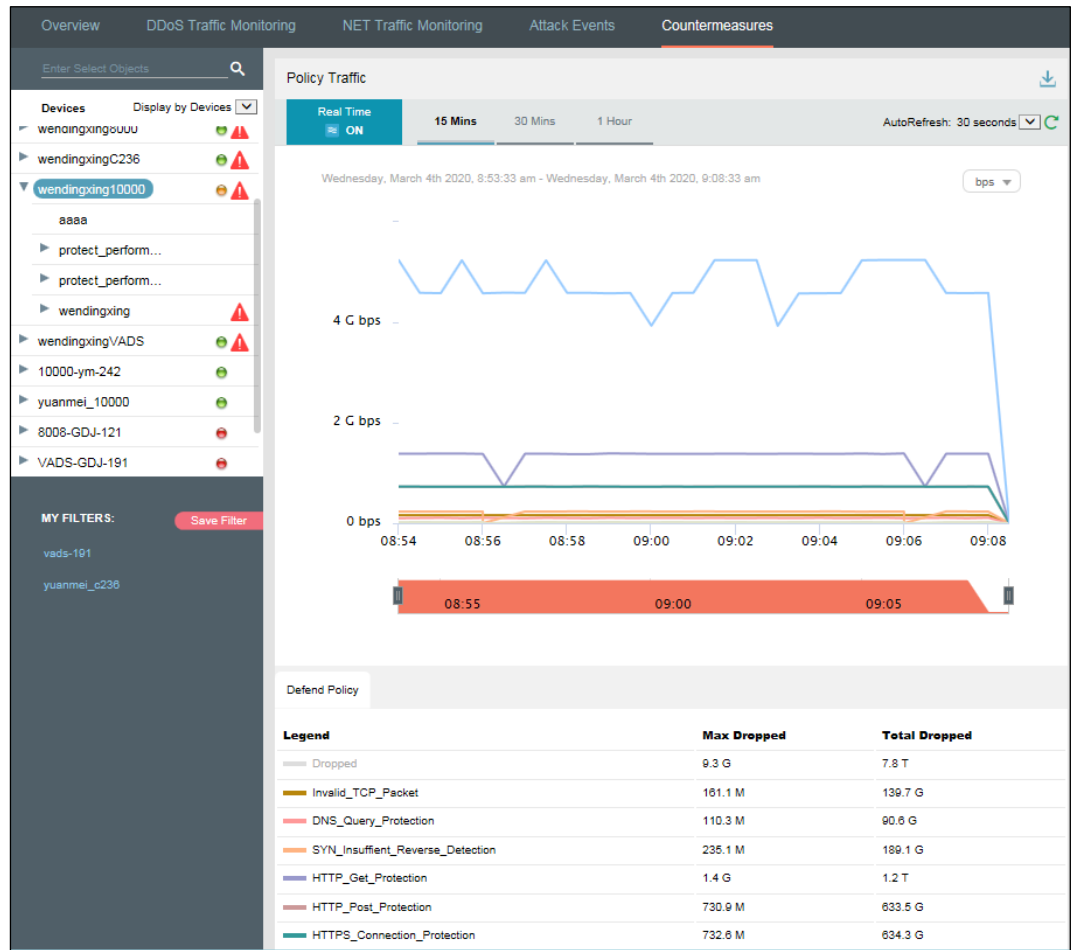 Overview DDoS Traffic Monitoring NET Traffic Monitoring Attack Events Countermeasures
Enter Select Objects
Devices Display by Devices
wendingxing8000
wendingxingC236
wendingxing10000
aaaa
protect_perform...
protect_perform...
wendingxing
wendingxingVADS
10000-ym-242
yuanmei_10000
8008-GDJ-121
VADS-GDJ-191
MY FILTERS: Save Filter
vads-191
yuanmei_c236
Policy Traffic
Real Time
ON
15 Mins 30 Mins 1 Hour AutoRefresh: 30 seconds
Wednesday, March 4th 2020, 8:53:33 am - Wednesday, March 4th 2020, 9:08:33 am bps
4 G bps
2 G bps
0 bps
08:54 08:56 08:58 09:00 09:02 09:04 09:06 09:08
08:55 09:00 09:05
Defend Policy
Legend Max Dropped Total Dropped
Dropped 9.3 G 7.8 T
Invalid_TCP_Packet 161.1 M 139.7 G
DNS_Query_Protection 110.3 M 90.6 G
SYN_Insuffient_Reverse_Detection 235.1 M 189.1 G
HTTP_Get_Protection 1.4 G 1.2 T
HTTP_Post_Protection 730.9 M 633.5 G
HTTPS_Connection_Protection 732.6 M 634.3 G